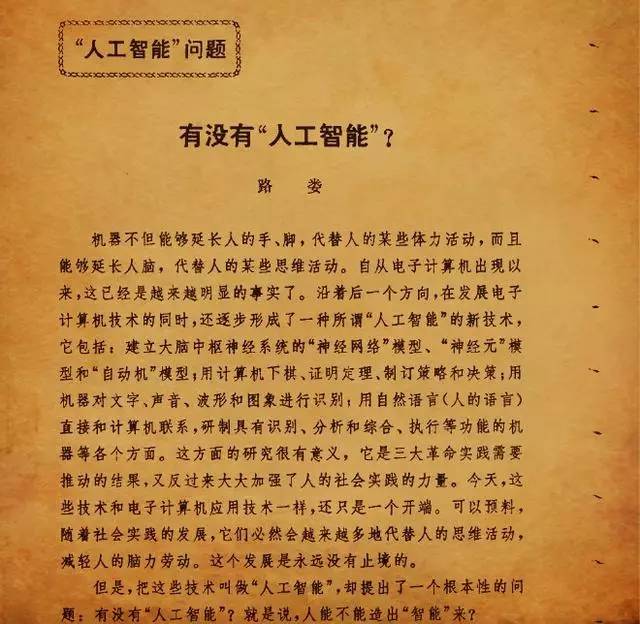 “人工智能”问题
有没有“人工智能”？
路 娄
机器不但能够延长人的手、脚，代替人的某些体力活动，而且
能够延长人脑，代替人的某些思维活动。自从电子计算机出现以
来，这已经是越来越明显的事实了。沿着后一个方向，在发展电子
计算机技术的同时，还逐步形成了一种所谓“人工智能”的新技术，
它包括：建立大脑中枢神经系统的“神经网络”模型、“神经元”模
型和“自动机”模型；用计算机下棋、证明定理、制订策略和决策；用
机器对文字、声音、波形和图象进行识别；用自然语言（人的语言）
直接和计算机联系，研制具有识别、分析和综合、执行等功能的机
器等各个方面。这方面的研究很有意义，它是三大革命实践需要
推动的结果，又反过来大大加强了人的社会实践的力量。今天，这
些技术和电子计算机应用技术一样，还只是一个开端。可以预料，
随着社会实践的发展，它们必然会越来越多地代替人的思维活动，
减轻人的脑力劳动。这个发展是永远没有止境的。
但是，把这些技术叫做“人工智能”，却提出了一个根本性的问
题：有没有“人工智能”？就是说，人能不能造出“智能”来？